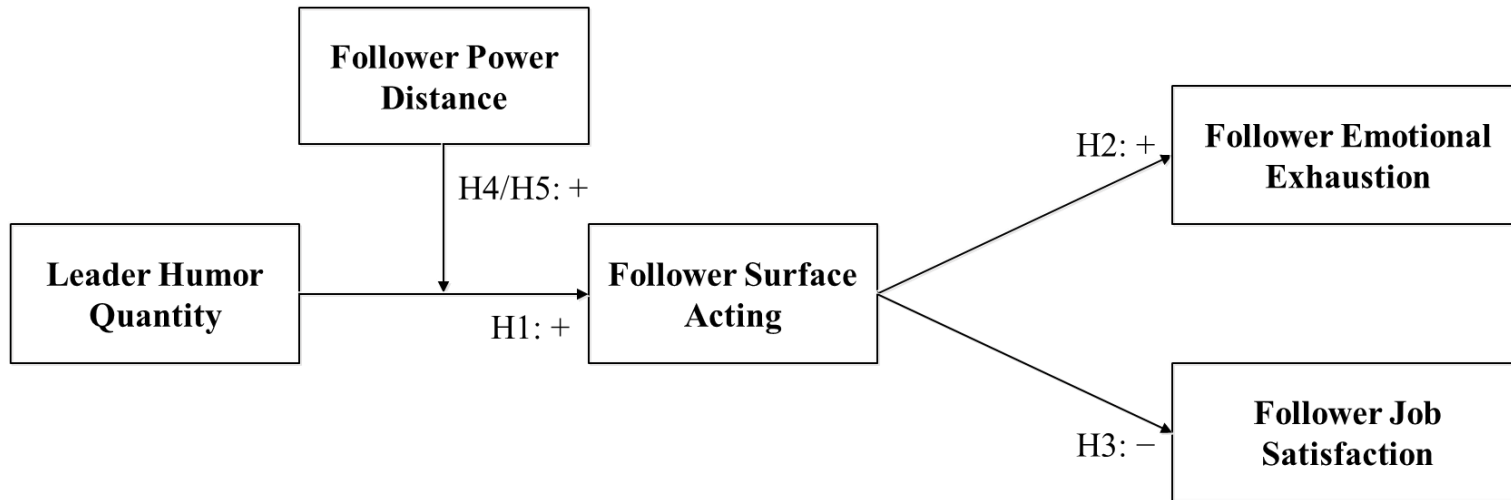 Follower Power
Distance
H4/H5: +
Leader Humor
Quantity
H1: +
Follower Surface
Acting
H2: +
Follower Emotional
Exhaustion
H3: −
Follower Job
Satisfaction